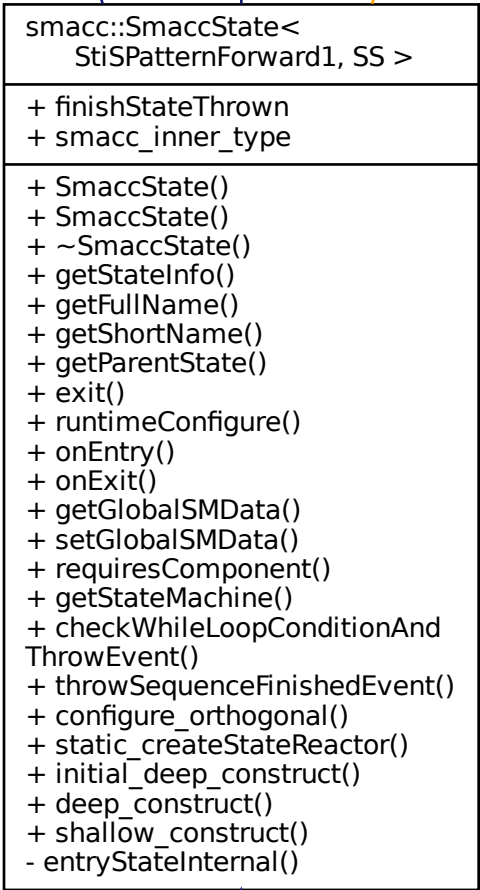 smacc::SmaccState<
StiSPatternForward1, SS >
+ finishStateThrown
+ smacc_inner_type
+ SmaccState()
+ SmaccState()
+ ~SmaccState()
+ getStateInfo()
+ getFullName()
+ getShortName()
+ getParentState()
+ exit()
+ runtimeConfigure()
+ onEntry()
+ onExit()
+ getGlobalSMData()
+ setGlobalSMData()
+ requiresComponent()
+ getStateMachine()
+ checkWhileLoopConditionAnd
ThrowEvent()
+ throwSequenceFinishedEvent()
+ configure_orthogonal()
+ static_createStateReactor()
+ initial_deep_construct()
+ deep_construct()
+ shallow_construct()
- entryStateInternal()